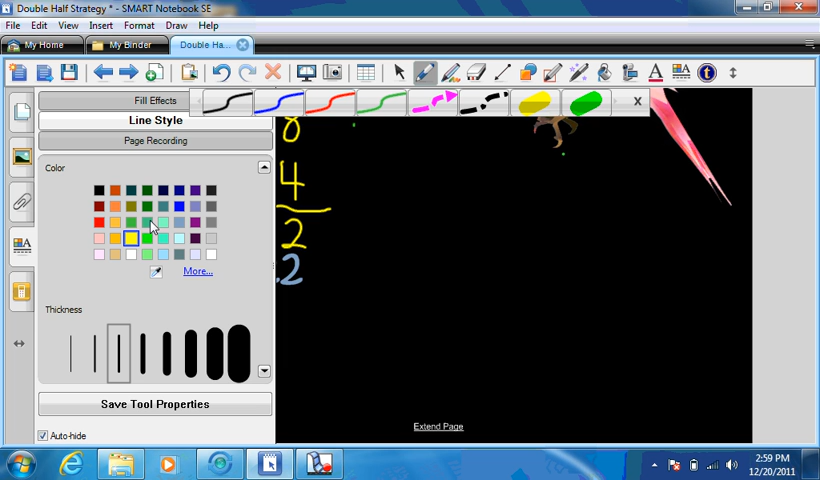 Double Half Strategy * - SMART Notebook SE
File Edit View Insert Format Draw Help
My Home My Binder Double Ha...
Fill Effects
Line Style
Page Recording
Color
More...
Thickness
Save Tool Properties
Auto-hide
8
4
2
.2
Extend Page
2:59 PM
12/20/2011